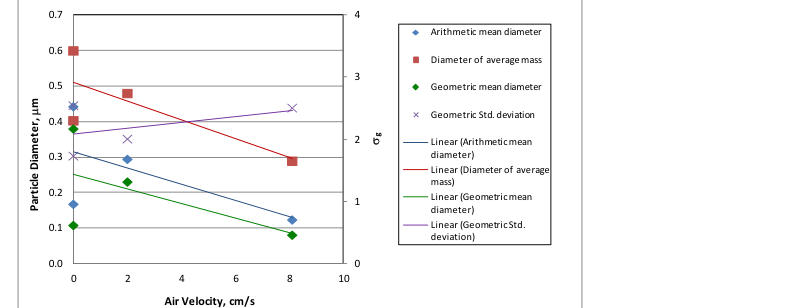 0.7
0.6
0.5
0.4
0.3
0.2
0.1
0.0
Particle Diameter, µm
0
2
4
6
8
10
Air Velocity, cm/s
4
3
2
1
0
σg
Arithmetic mean diameter
Diameter of average mass
Geometric mean diameter
Geometric Std. deviation
Linear (Arithmetic mean
diameter)
Linear (Diameter of average
mass)
Linear (Geometric mean
diameter)
Linear (Geometric Std.
deviation)